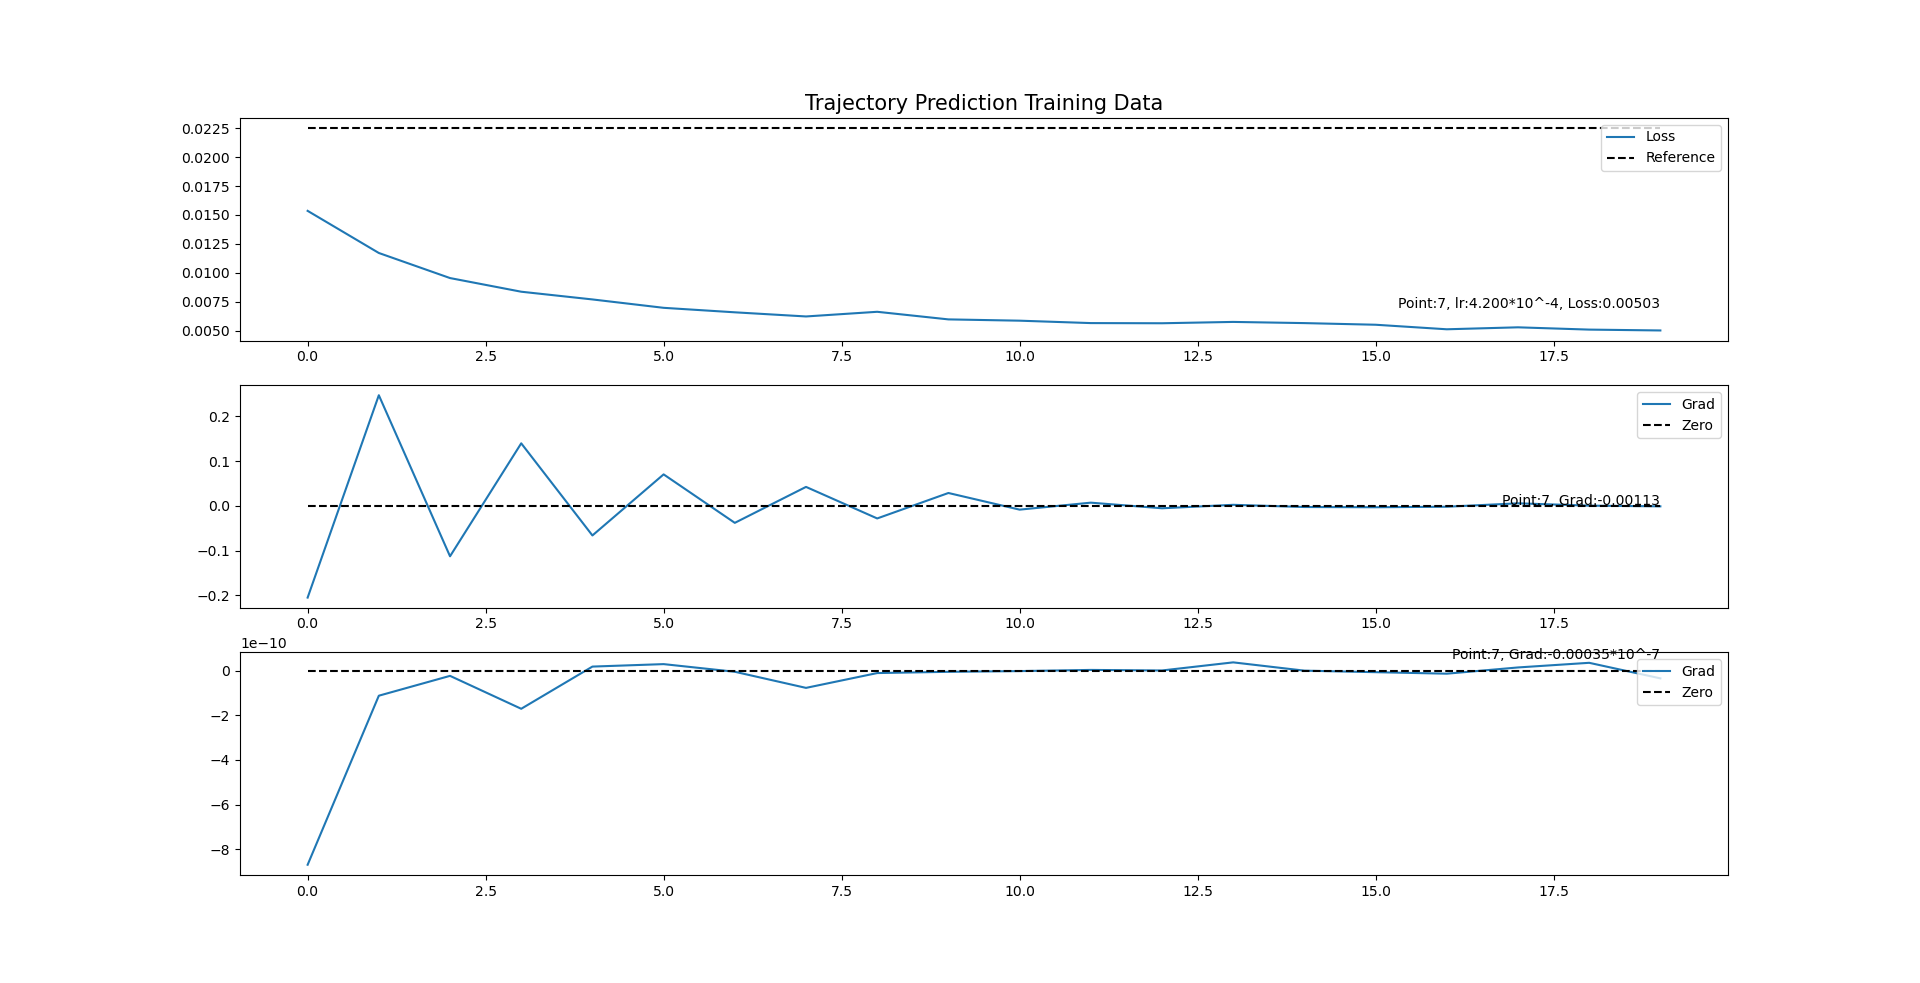 Trajectory Prediction Training Data
0.0225
0.0200
0.0175
0.0150
0.0125
0.0100
0.0075
0.0050
Loss
Reference
Point:7, lr:4.200*10^-4, Loss:0.00503
0.0 2.5 5.0 7.5 10.0 12.5 15.0 17.5
0.2
0.1
0.0
−0.1
−0.2
Grad
Zero
Point:7, Grad:-0.00113
0.0 2.5 5.0 7.5 10.0 12.5 15.0 17.5
1e−10
Point:7, Grad:-0.00035*10^-7
0
−2
−4
−6
−8
Grad
Zero
0.0 2.5 5.0 7.5 10.0 12.5 15.0 17.5